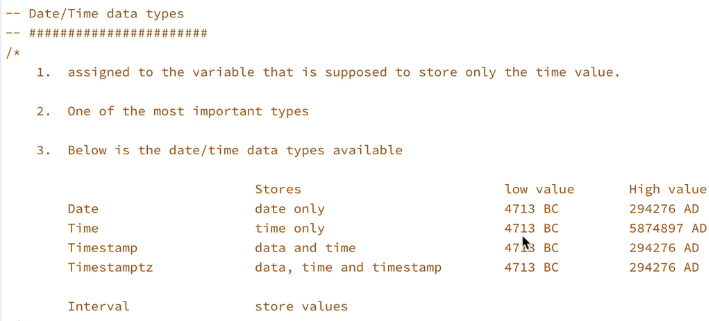 -- Date/Time data types
-- #######################
/*
1. assigned to the variable that is supposed to store only the time value.
2. One of the most important types
3. Below is the date/time data types available
Stores low value High value
Date date only 4713 BC 294276 AD
Time time only 4713 BC 5874897 AD
Timestamp data and time 4713 BC 294276 AD
Timestamptz data, time and timestamp 4713 BC 294276 AD
Interval store values